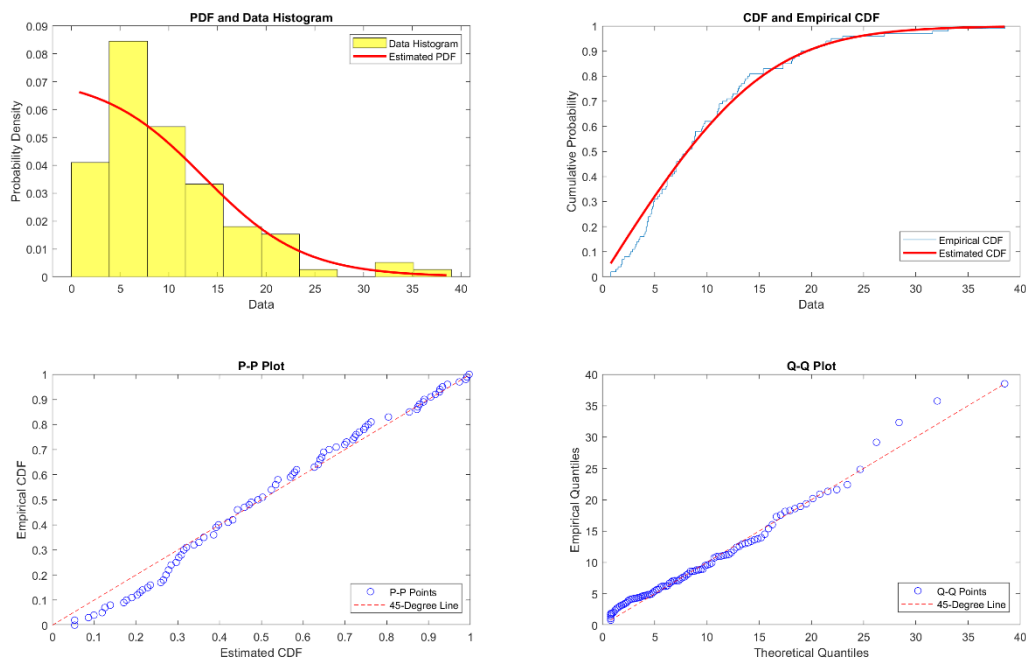 PDF and Data Histogram
0.09
0.08
0.07
0.06
0.05
0.04
0.03
0.02
0.01
0
Probability Density
Data Histogram
Estimated PDF
0 5 10 15 20 25 30 35 40
Data
CDF and Empirical CDF
1
0.9
0.8
0.7
0.6
0.5
0.4
0.3
0.2
0.1
0
Cumulative Probability
Empirical CDF
Estimated CDF
0 5 10 15 20 25 30 35 40
Data
P-P Plot
1
0.9
0.8
0.7
0.6
0.5
0.4
0.3
0.2
0.1
0
Empirical CDF
P-P Points
45-Degree Line
0 0.1 0.2 0.3 0.4 0.5 0.6 0.7 0.8 0.9 1
Estimated CDF
Q-Q Plot
40
35
30
25
20
15
10
5
0
Empirical Quantiles
Q-Q Points
45-Degree Line
0 5 10 15 20 25 30 35 40
Theoretical Quantiles